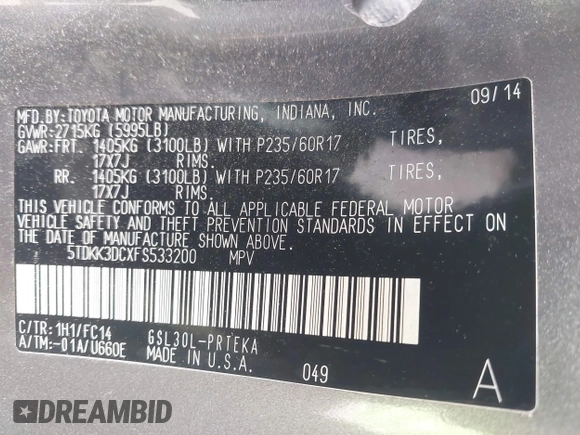 MFD.BY:TOYOTA MOTOR MANUFACTURING, INDIANA, INC. 09/14
GVWR:2715KG (5995LB)
GAWR:FRT. 1405KG (3100LB) WITH P235/60R17 TIRES,
17X7J RIMS.
RR. 1405KG (3100LB) WITH P235/60R17 TIRES,
17X7J RIMS.
THIS VEHICLE CONFORMS TO ALL APPLICABLE FEDERAL MOTOR
VEHICLE SAFETY AND THEFT PREVENTION STANDARDS IN EFFECT ON
THE DATE OF MANUFACTURE SHOWN ABOVE.
5TDKK3DCXFS533200 MPV
C/TR: 1H1/FC14 GSL30L-PRTEKA
A/TM:-01A/U660E MADE IN U.S.A. 049 A
DREAMBID